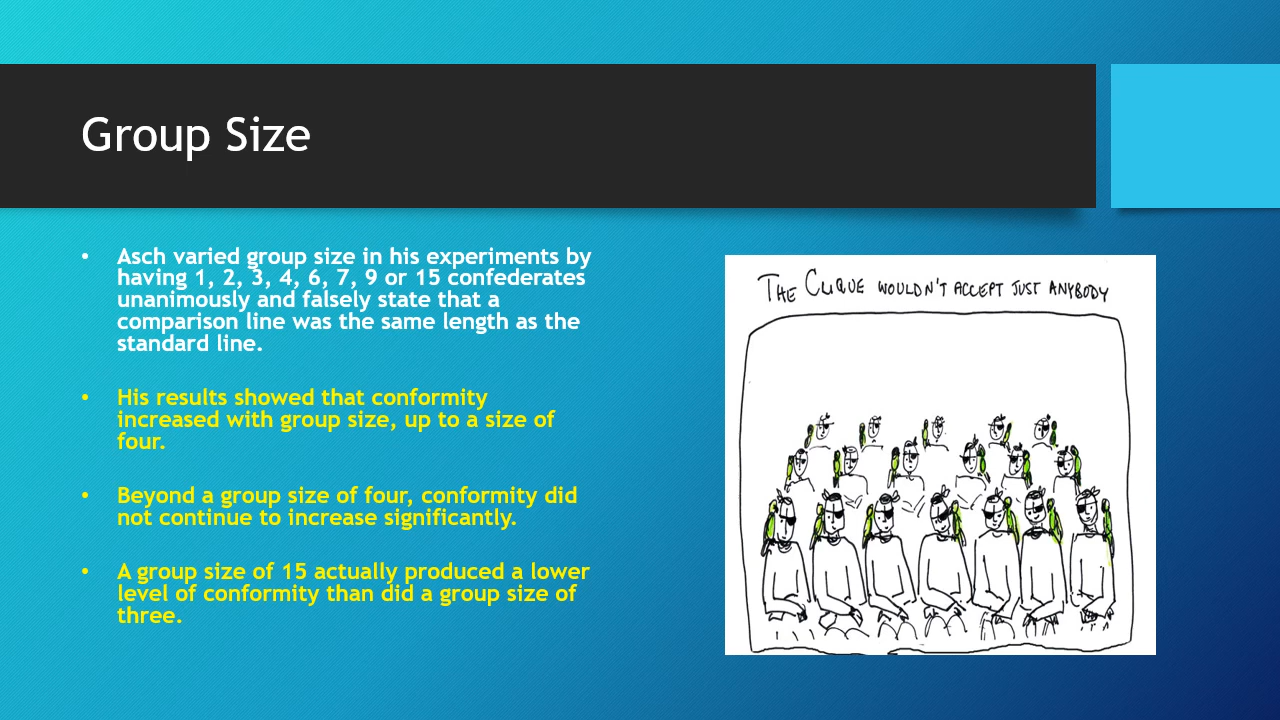 Group Size
• Asch varied group size in his experiments by
having 1, 2, 3, 4, 6, 7, 9 or 15 confederates
unanimously and falsely state that a
comparison line was the same length as the
standard line.
• His results showed that conformity
increased with group size, up to a size of
four.
• Beyond a group size of four, conformity did
not continue to increase significantly.
• A group size of 15 actually produced a lower
level of conformity than did a group size of
three.
THE CLIQUE WOULDN'T ACCEPT JUST ANYBODY